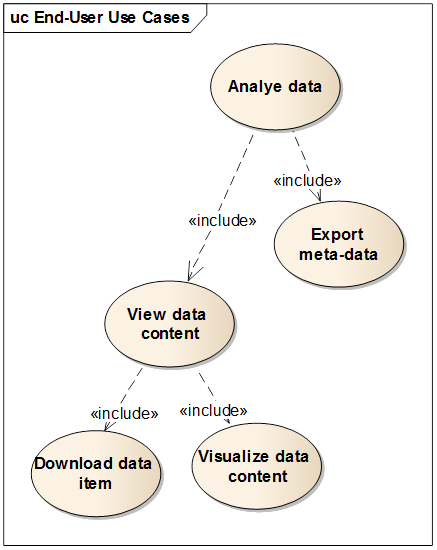 uc End-User Use Cases
Analye data
«include»
«include»
Export
meta-data
View data
content
«include»
«include»
Download data
item
Visualize data
content